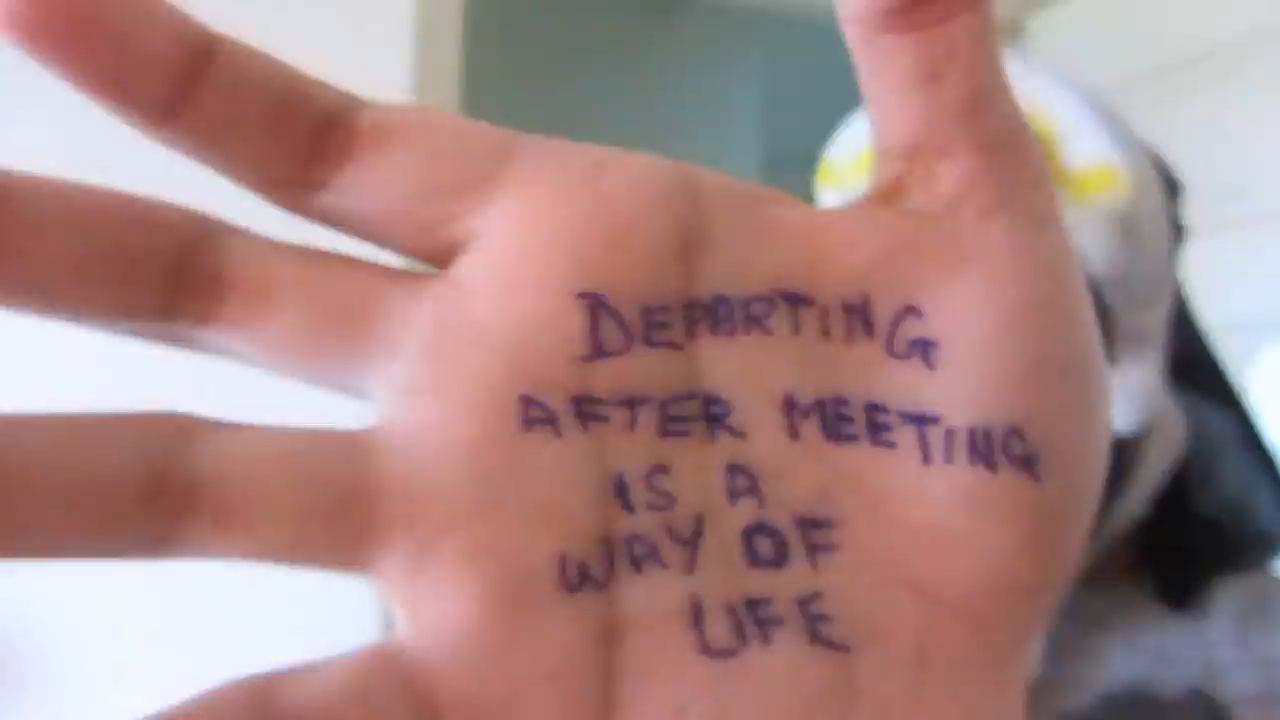 DEPARTING
AFTER MEETING
IS A
WAY OF
LIFE